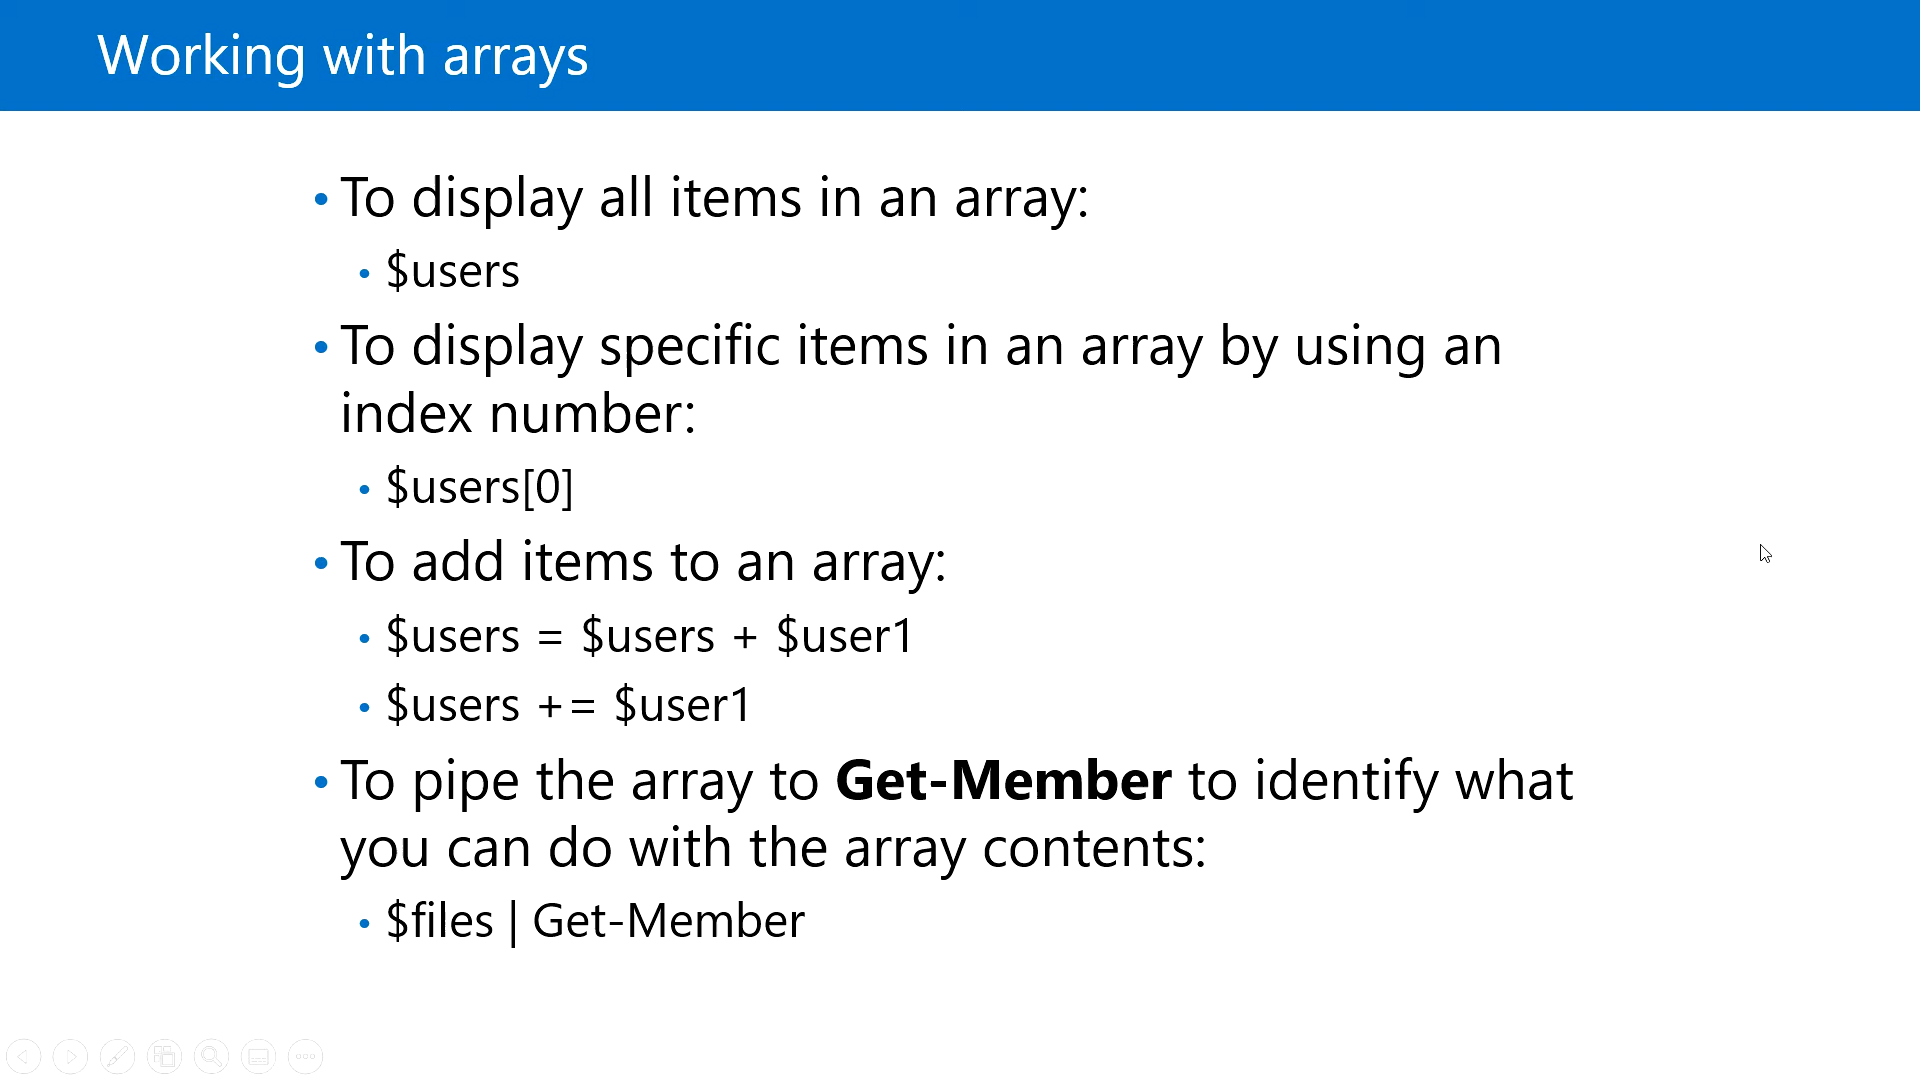 Working with arrays
• To display all items in an array:
• $users
• To display specific items in an array by using an
index number:
• $users[0]
• To add items to an array:
• $users = $users + $user1
• $users += $user1
• To pipe the array to Get-Member to identify what
you can do with the array contents:
• $files | Get-Member